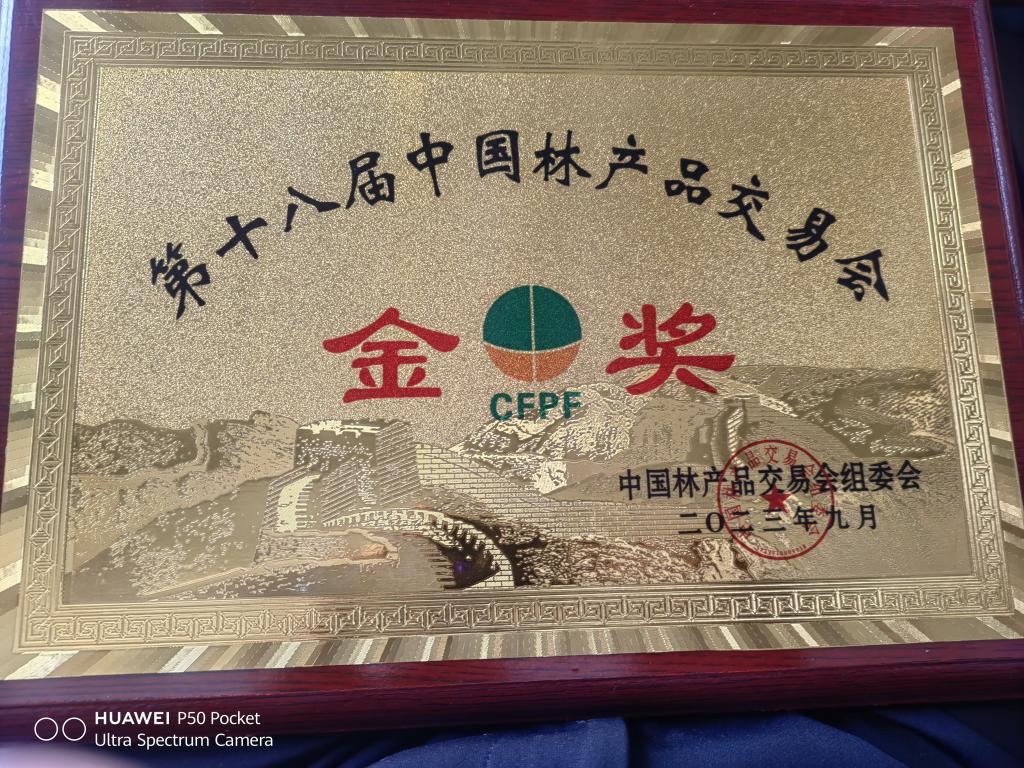 第十八届中国林产品交易会
金奖
CFPF
中国林产品交易会组委会
二〇二三年九月
HUAWEI P50 Pocket
Ultra Spectrum Camera